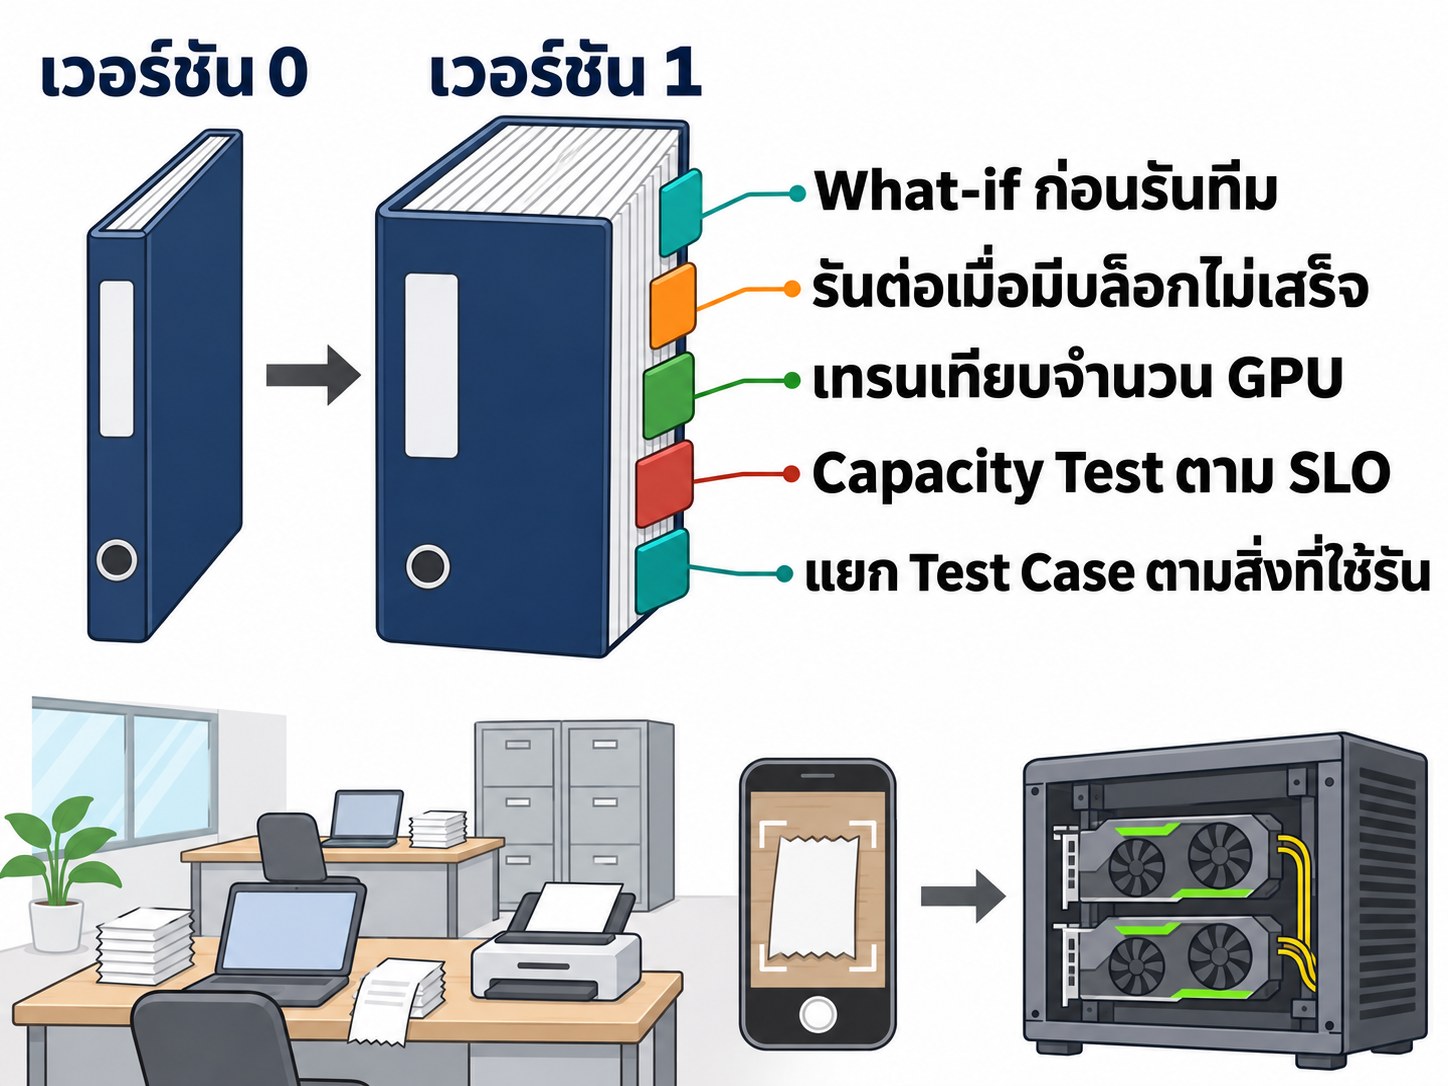 เวอร์ชัน 0
เวอร์ชัน 1
What-if ก่อนรันทีม
รันต่อเมื่อมีบล็อกไม่เสร็จ
เทรนเทียบจำนวน GPU
Capacity Test ตาม SLO
แยก Test Case ตามสิ่งที่ใช้รัน